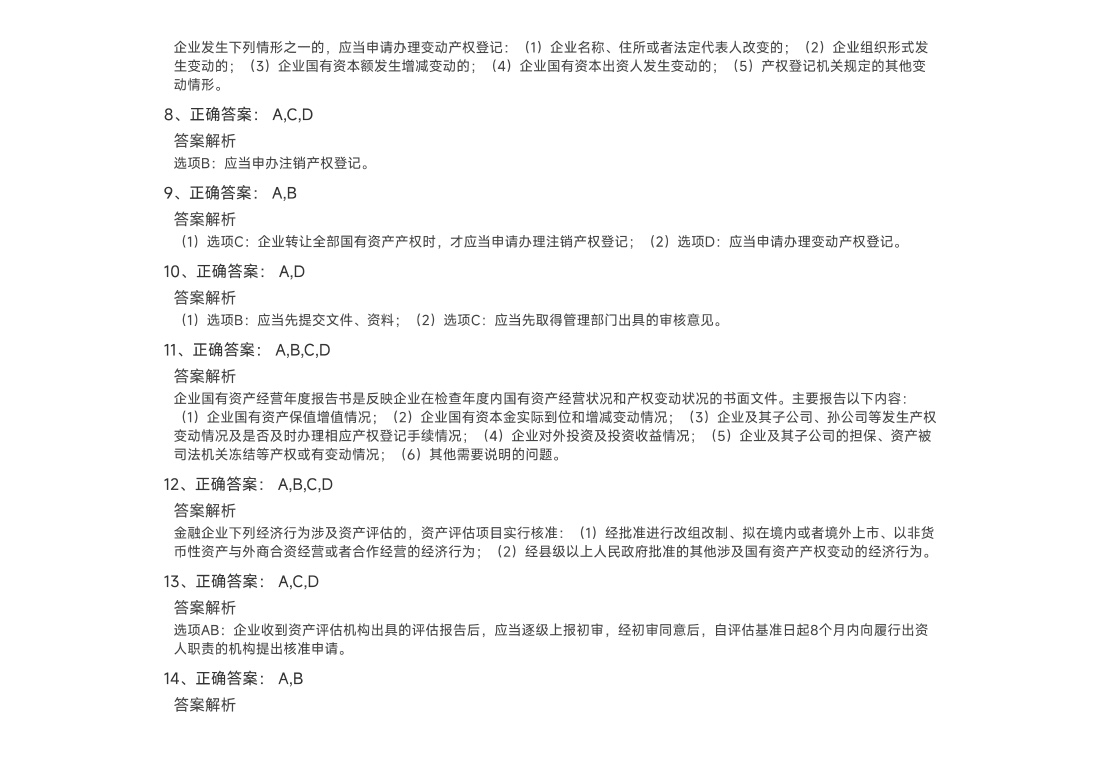 企业发生下列情形之一的，应当申请办理变动产权登记：（1）企业名称、住所或者法定代表人改变的；（2）企业组织形式发
生变动的；（3）企业国有资本额发生增减变动的；（4）企业国有资本出资人发生变动的；（5）产权登记机关规定的其他变
动情形。
8、正确答案： A,C,D
答案解析
选项B：应当申办注销产权登记。
9、正确答案： A,B
答案解析
（1）选项C：企业转让全部国有资产产权时，才应当申请办理注销产权登记；（2）选项D：应当申请办理变动产权登记。
10、正确答案： A,D
答案解析
（1）选项B：应当先提交文件、资料；（2）选项C：应当先取得管理部门出具的审核意见。
11、正确答案： A,B,C,D
答案解析
企业国有资产经营年度报告书是反映企业在检查年度内国有资产经营状况和产权变动状况的书面文件。主要报告以下内容：
（1）企业国有资产保值增值情况；（2）企业国有资本金实际到位和增减变动情况；（3）企业及其子公司、孙公司等发生产权
变动情况及是否及时办理相应产权登记手续情况；（4）企业对外投资及投资收益情况；（5）企业及其子公司的担保、资产被
司法机关冻结等产权或有变动情况；（6）其他需要说明的问题。
12、正确答案： A,B,C,D
答案解析
金融企业下列经济行为涉及资产评估的，资产评估项目实行核准：（1）经批准进行改组改制、拟在境内或者境外上市、以非货
币性资产与外商合资经营或者合作经营的经济行为；（2）经县级以上人民政府批准的其他涉及国有资产产权变动的经济行为。
13、正确答案： A,C,D
答案解析
选项AB：企业收到资产评估机构出具的评估报告后，应当逐级上报初审，经初审同意后，自评估基准日起8个月内向履行出资
人职责的机构提出核准申请。
14、正确答案： A,B
答案解析